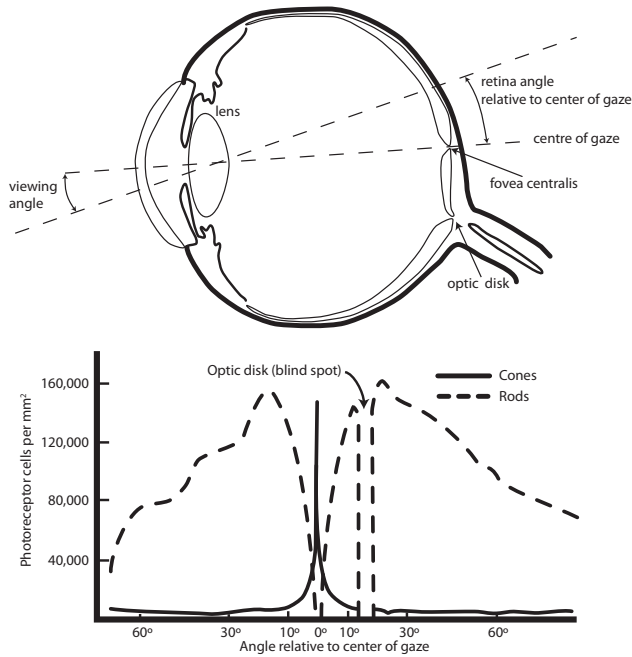 lens
retina angle
relative to center of gaze
centre of gaze
viewing
angle
fovea centralis
optic disk
Optic disk (blind spot)
Cones
Rods
Photoreceptor cells per mm²
160,000
120,000
80,000
40,000
60º 30º 10º 0º 10º 30º 60º
Angle relative to center of gaze